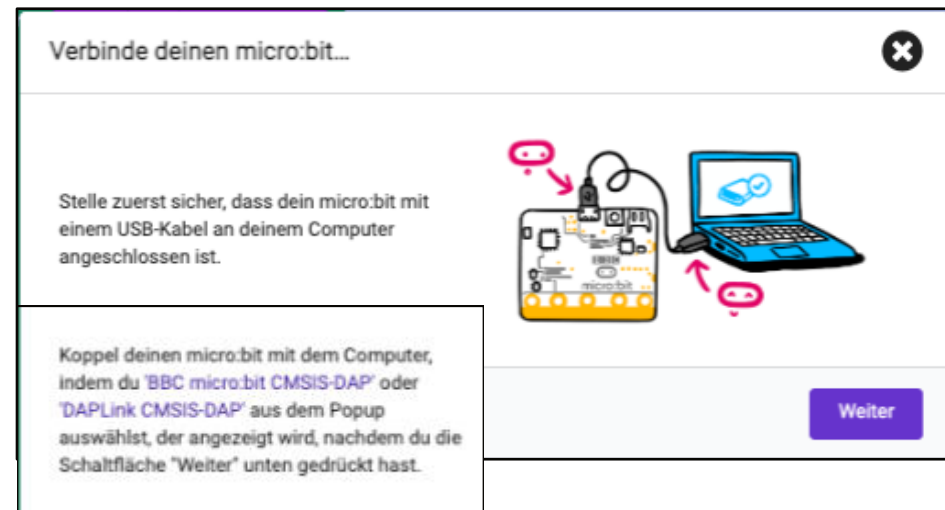 Verbinde deinen micro:bit...
Stelle zuerst sicher, dass dein micro:bit mit
einem USB-Kabel an deinem Computer
angeschlossen ist.
micro:bit
Koppel deinen micro:bit mit dem Computer,
indem du 'BBC micro:bit CMSIS-DAP' oder
'DAPLink CMSIS-DAP' aus dem Popup
auswählst, der angezeigt wird, nachdem du die
Schaltfläche "Weiter" unten gedrückt hast.
Weiter